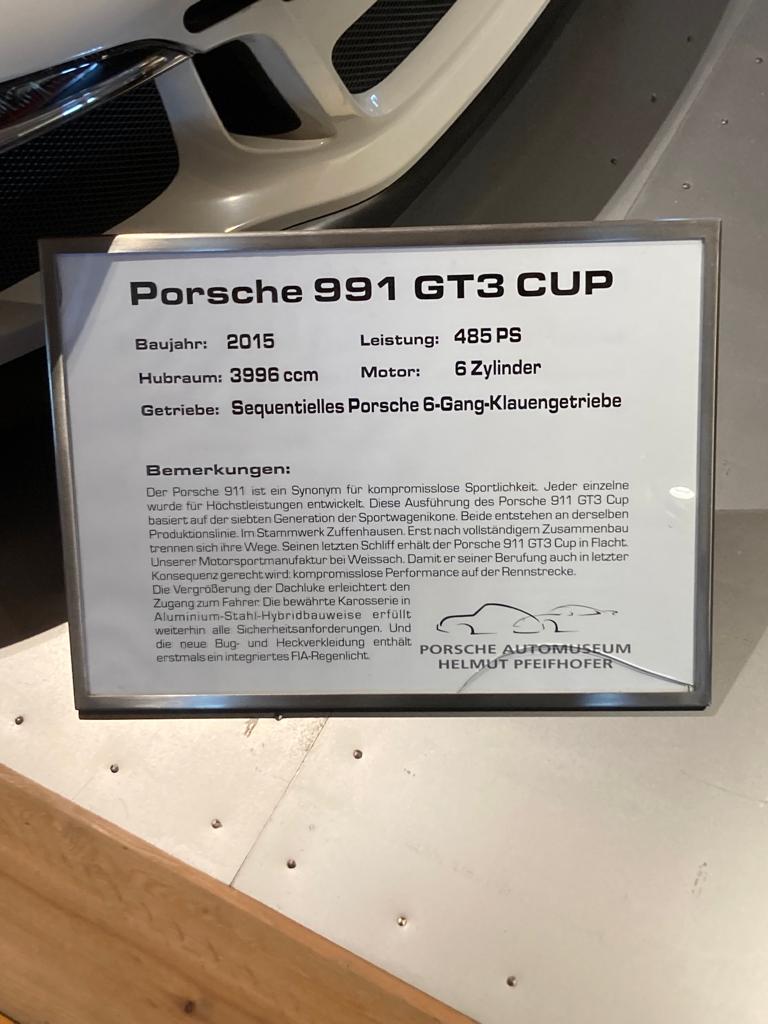 Porsche 991 GT3 CUP
Baujahr: 2015 Leistung: 485 PS
Hubraum: 3996 ccm Motor: 6 Zylinder
Getriebe: Sequentielles Porsche 6-Gang-Klauengetriebe
Bemerkungen:
Der Porsche 911 ist ein Synonym für kompromisslose Sportlichkeit. Jeder einzelne
wurde für Höchstleistungen entwickelt. Diese Ausführung des Porsche 911 GT3 Cup
basiert auf der siebten Generation der Sportwagenikone. Beide entstehen an derselben
Produktionslinie. Im Stammwerk Zuffenhausen. Erst nach vollständigem Zusammenbau
trennen sich ihre Wege. Seinen letzten Schliff erhält der Porsche 911 GT3 Cup in Flacht.
Unserer Motorsportmanufaktur bei Weissach. Damit er seiner Berufung auch in letzter
Konsequenz gerecht wird: kompromisslose Performance auf der Rennstrecke.
Die Vergrößerung der Dachluke erleichtert den
Zugang zum Fahrer. Die bewährte Karosserie in
Aluminium-Stahl-Hybridbauweise erfüllt
weiterhin alle Sicherheitsanforderungen. Und
die neue Bug- und Heckverkleidung enthält
erstmals ein integriertes FIA-Regenlicht.
PORSCHE AUTOMUSEUM
HELMUT PFEIFHOFER